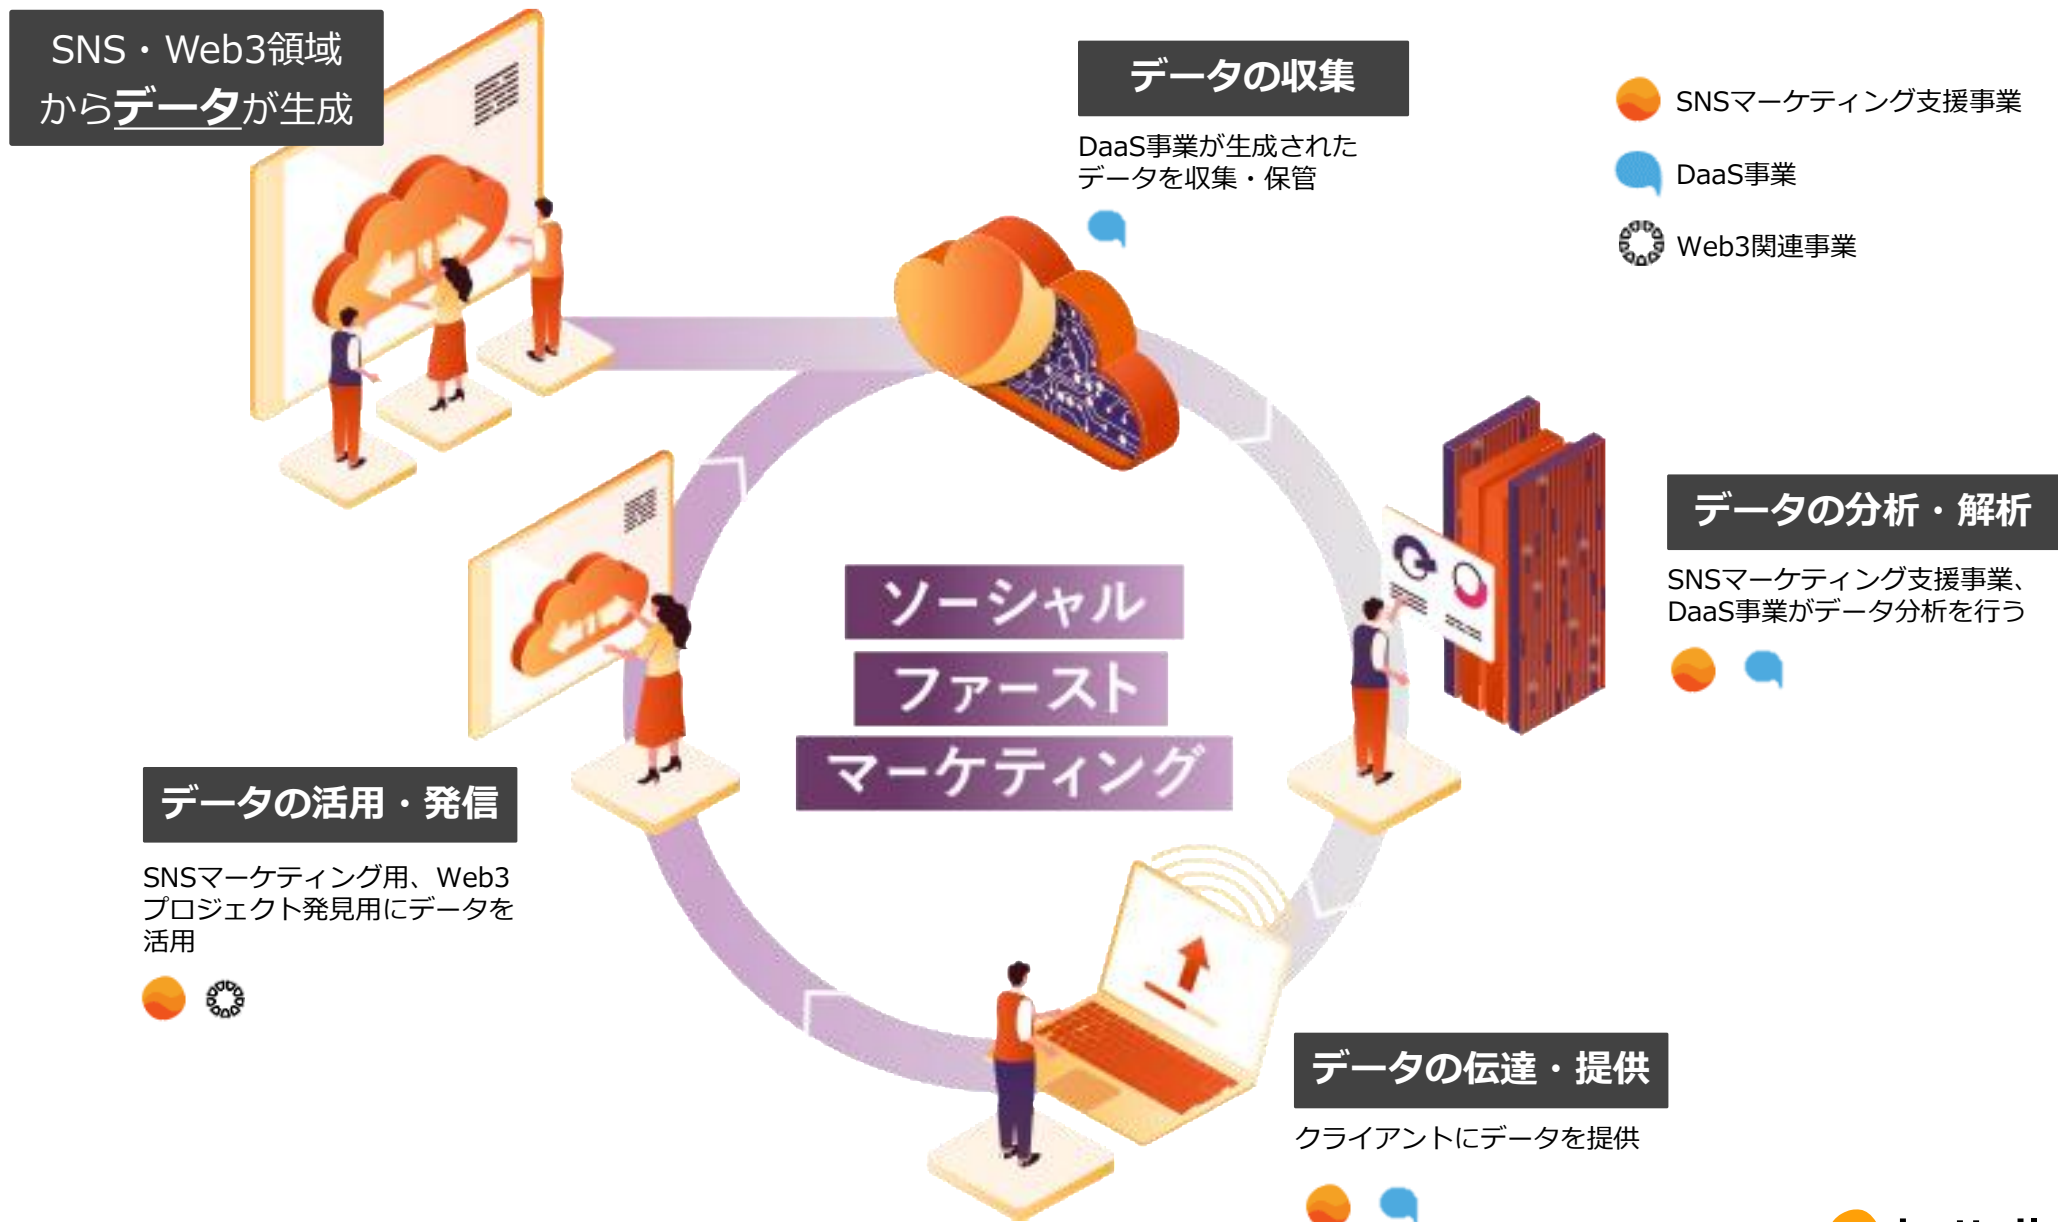 SNS・Web3領域
からデータが生成
データの収集
DaaS事業が生成された
データを収集・保管
SNSマーケティング支援事業
DaaS事業
Web3関連事業
データの分析・解析
SNSマーケティング支援事業、
DaaS事業がデータ分析を行う
ソーシャル
ファースト
マーケティング
データの活用・発信
SNSマーケティング用、Web3
プロジェクト発見用にデータを
活用
データの伝達・提供
クライアントにデータを提供